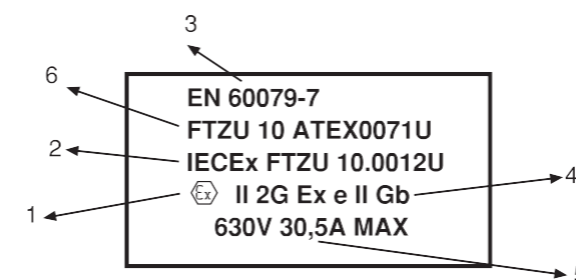 3
EN 60079-7
6
FTZU 10 ATEX0071U
2
IECEx FTZU 10.0012U
1
Ex II 2G Ex e II Gb
4
630V 30,5A MAX